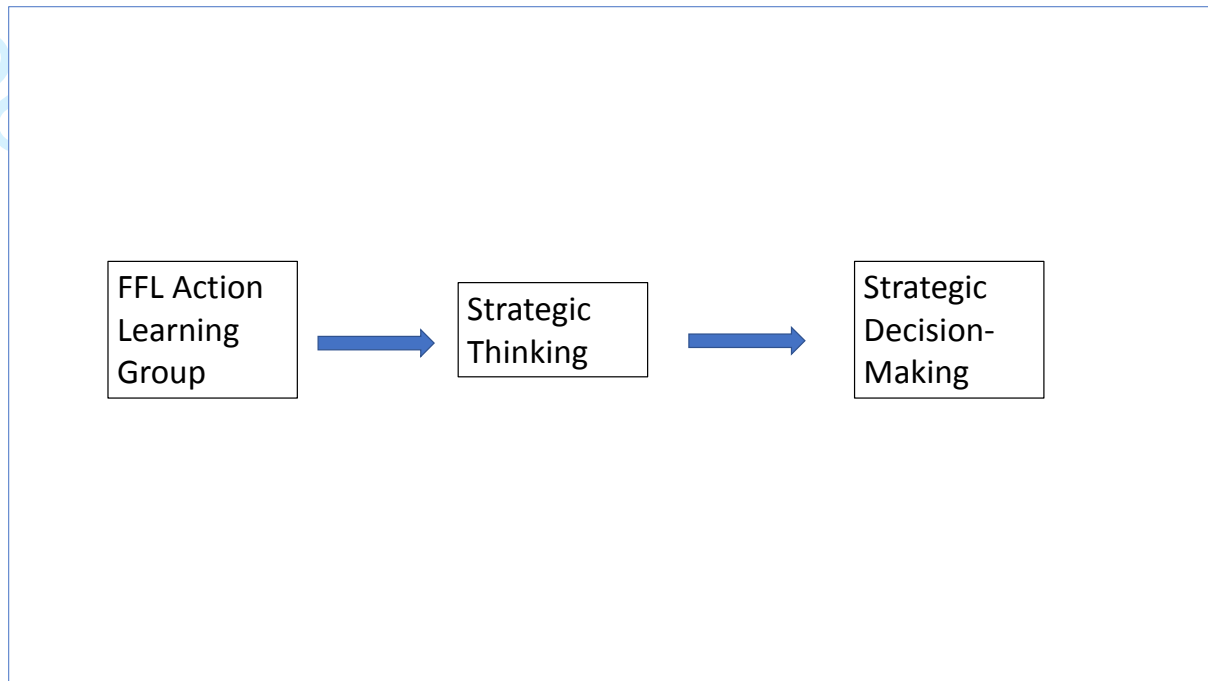 FFL Action
Learning
Group
Strategic
Thinking
Strategic
Decision-
Making